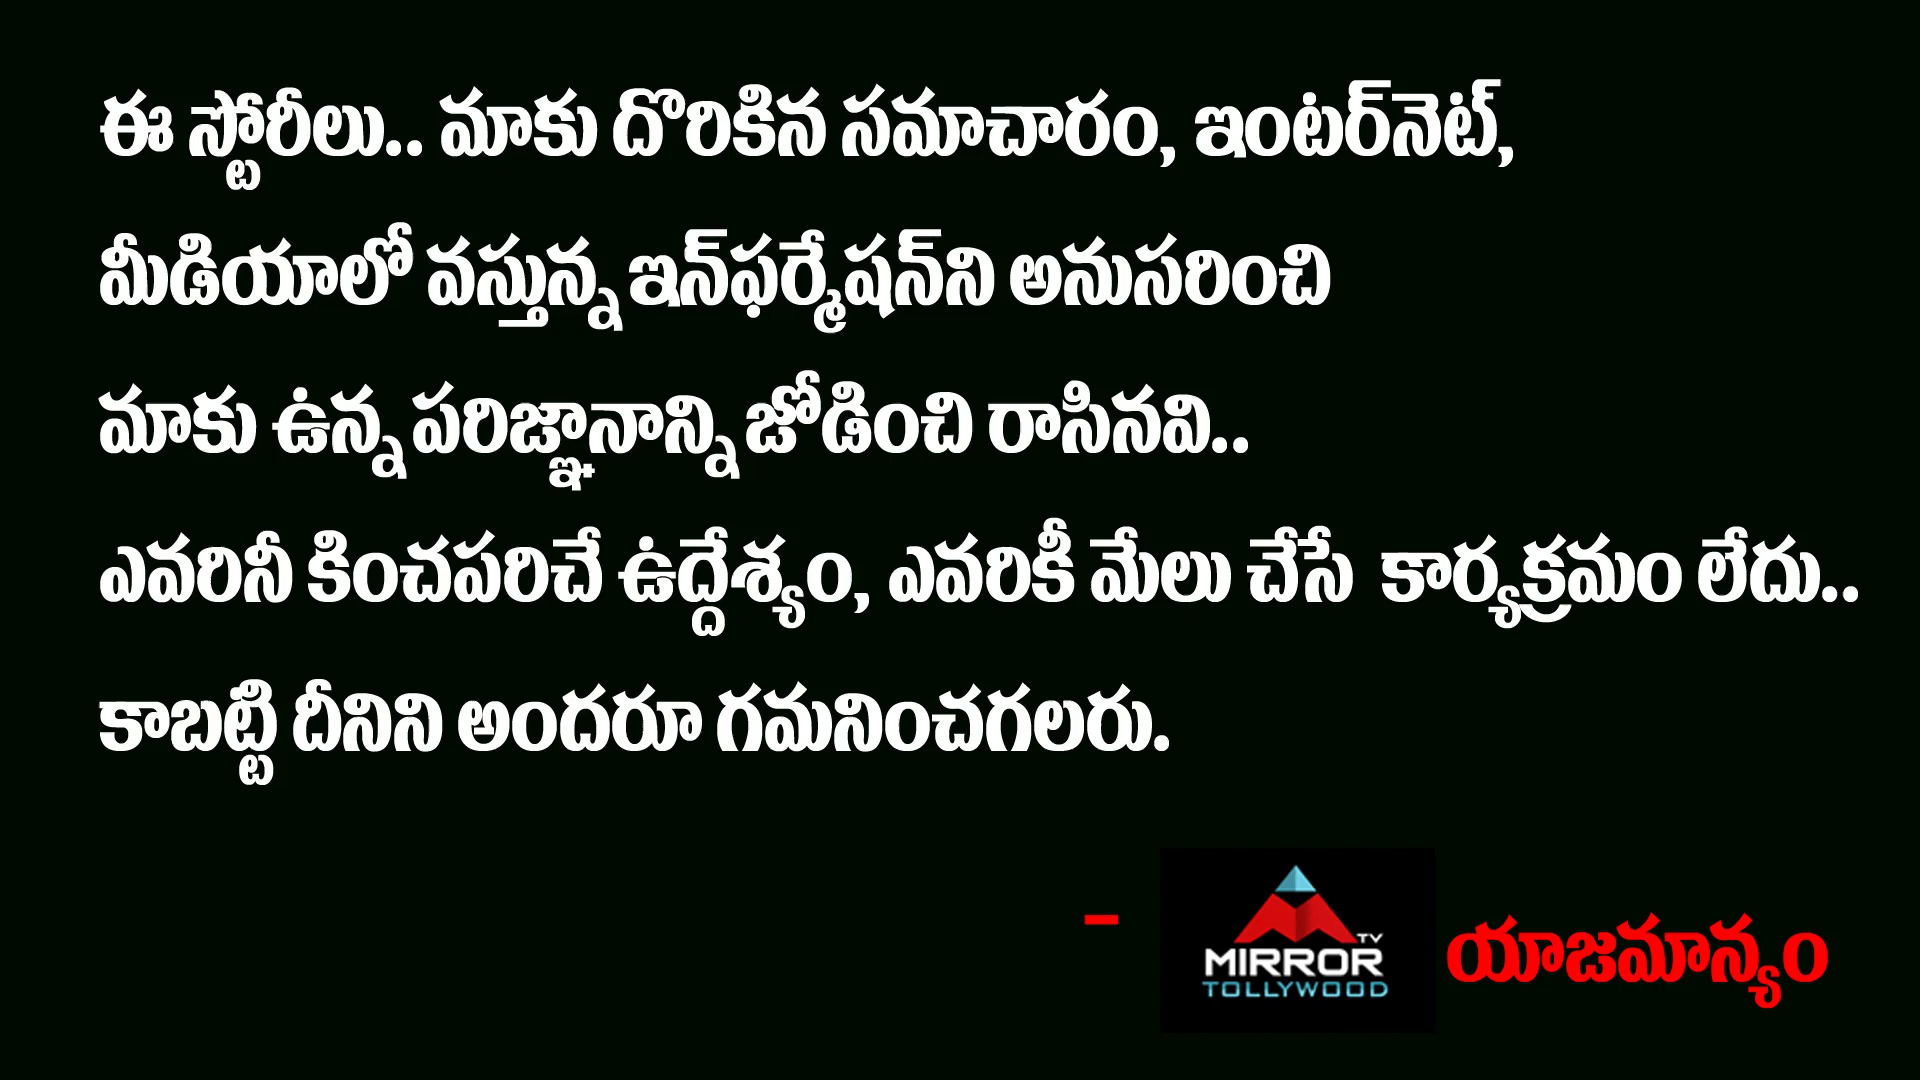 ఈ స్టోరీలు.. మాకు దొరికిన సమాచారం, ఇంటర్‌నెట్,
మీడియాలో వస్తున్న ఇన్‌ఫర్మేషన్‌ని అనుసరించి
మాకు ఉన్న పరిజ్ఞానాన్ని జోడించి రాసినవి..
ఎవరినీ కించపరిచే ఉద్దేశ్యం, ఎవరికీ మేలు చేసే కార్యక్రమం లేదు..
కాబట్టి దీనిని అందరూ గమనించగలరు.
- MIRROR TV TOLLYWOOD యాజమాన్యం